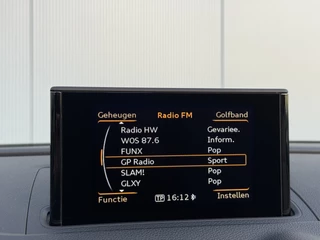 Geheugen Radio FM Golfband
Radio HW Gevariee.
WOS 87.6 Inform.
FUNX Pop
GP Radio Sport
SLAM! Pop
GLXY Pop
Functie TP 16:12 Instellen